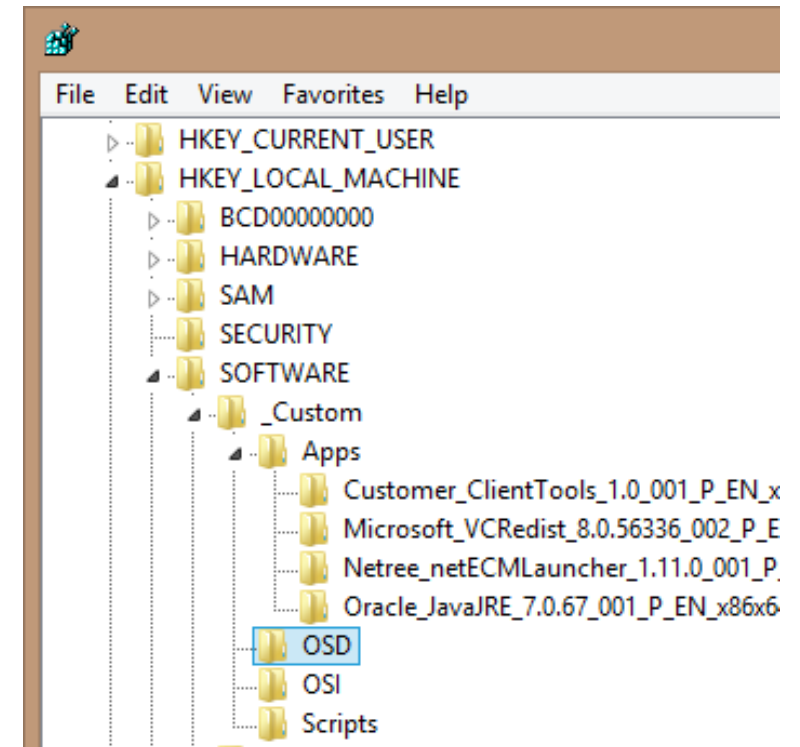 File Edit View Favorites Help
HKEY_CURRENT_USER
HKEY_LOCAL_MACHINE
BCD00000000
HARDWARE
SAM
SECURITY
SOFTWARE
_Custom
Apps
Customer_ClientTools_1.0_001_P_EN_x
Microsoft_VCRedist_8.0.56336_002_P_E
Netree_netECMLauncher_1.11.0_001_P_
Oracle_JavaJRE_7.0.67_001_P_EN_x86x6
OSD
OSI
Scripts